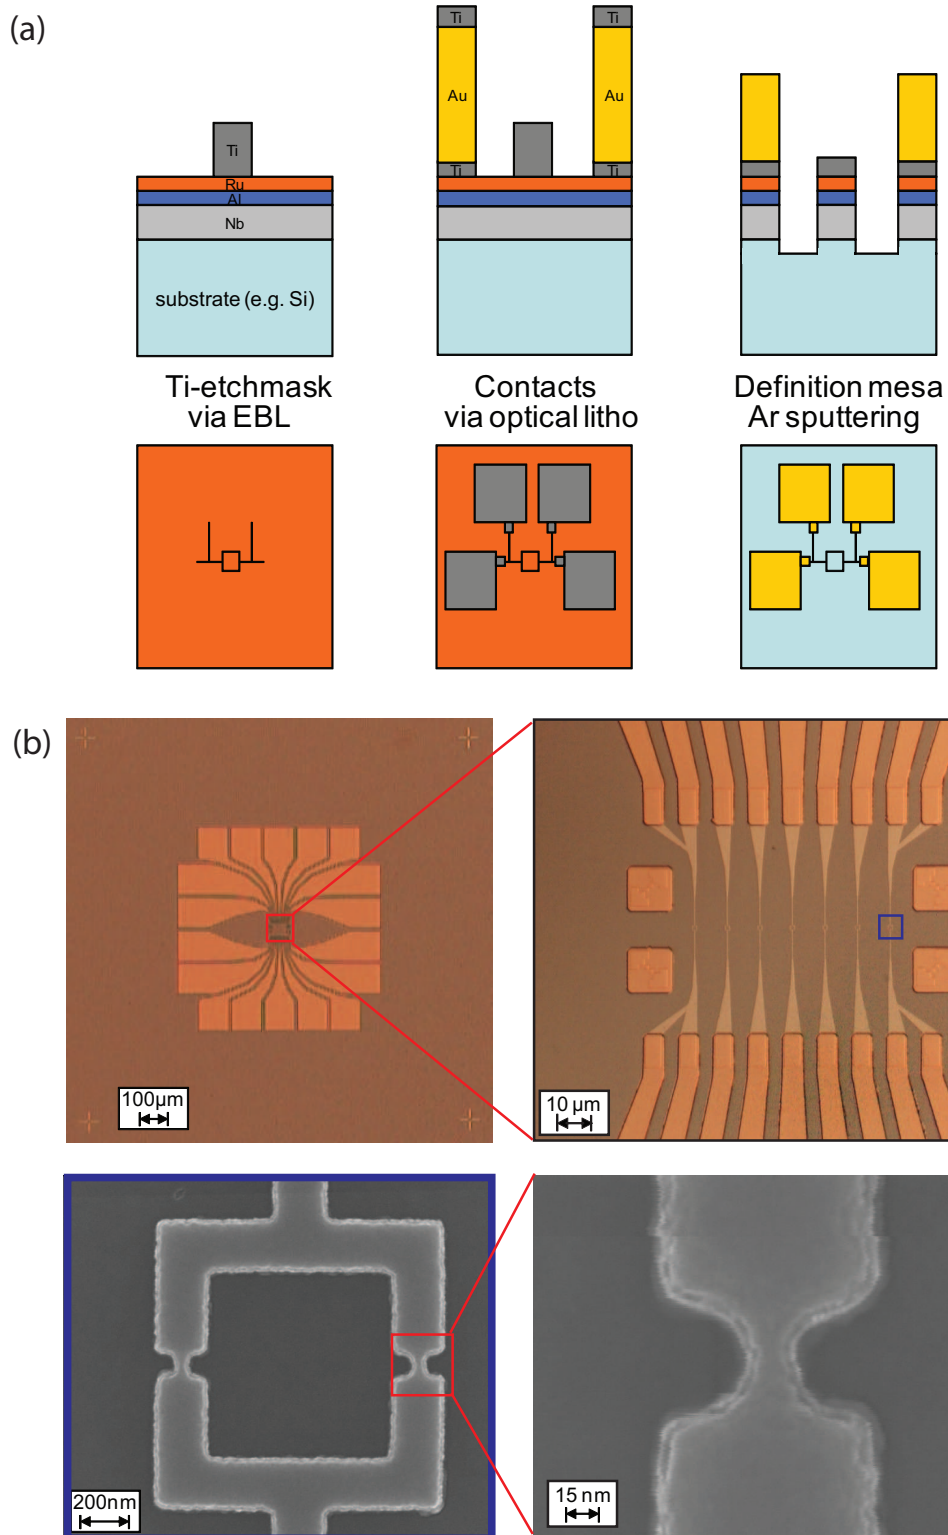 (a)
Ti
Ru
Al
Nb
substrate (e.g. Si)
Ti Ti
Au Au
Ti Ti
Ti-etchmask
via EBL
Contacts
via optical litho
Definition mesa
Ar sputtering
(b)
100µm
10 µm
200nm
15 nm